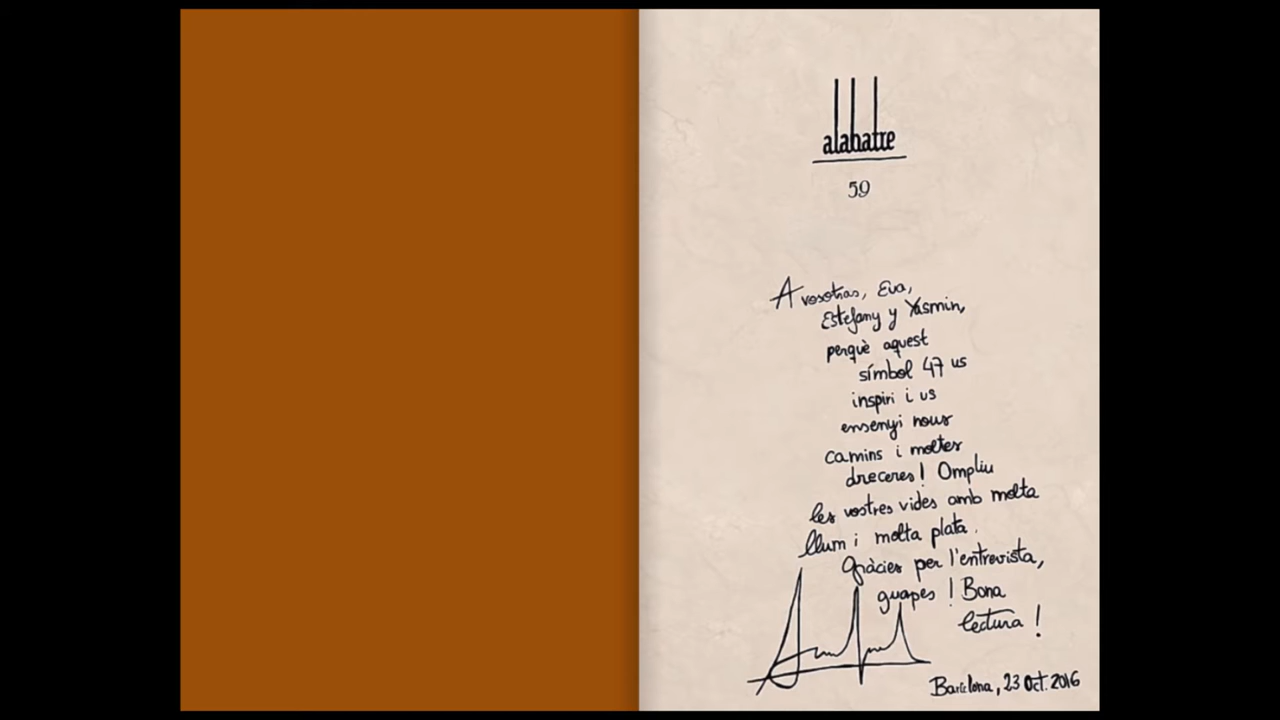 alabatre
59
A vosotras, Eva,
Estefany y Yasmin,
perquè aquest
símbol 47 us
inspiri i us
ensenyi nous
camins i moltes
dreceres! Ompliu
les vostres vides amb molta
llum i molta plata.
Gràcies per l'entrevista,
guapes! Bona
lectura!
Barcelona, 23 Oct. 2016